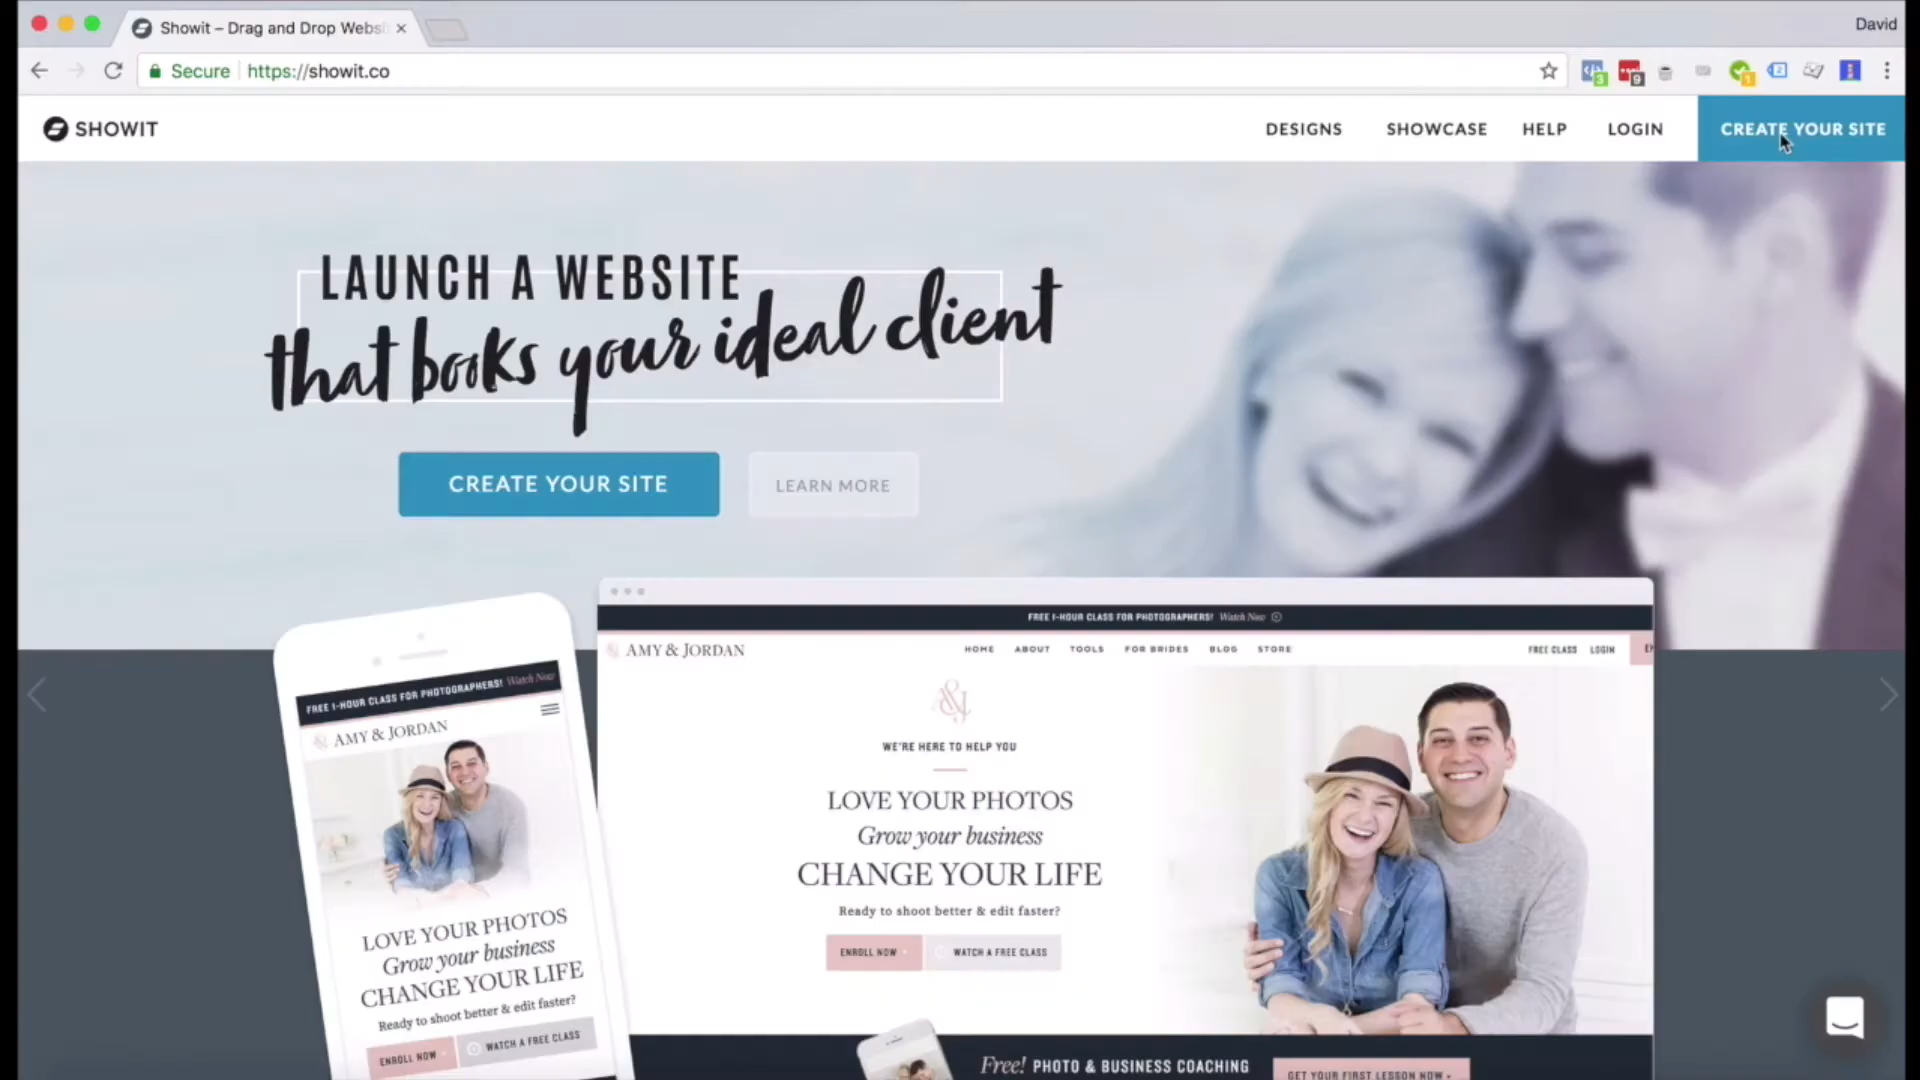 Showit – Drag and Drop Websi
David
Secure
https://showit.co
3
9
1
2
SHOWIT
DESIGNS
SHOWCASE
HELP
LOGIN
CREATE YOUR SITE
LAUNCH A WEBSITE
that books your ideal client
CREATE YOUR SITE
LEARN MORE
FREE 1-HOUR CLASS FOR PHOTOGRAPHERS! Watch Now
AMY & JORDAN
HOME
ABOUT
TOOLS
FOR BRIDES
BLOG
STORE
FREE CLASS
LOGIN
&J
WE'RE HERE TO HELP YOU
LOVE YOUR PHOTOS
Grow your business
CHANGE YOUR LIFE
Ready to shoot better & edit faster?
ENROLL NOW
WATCH A FREE CLASS
Free! PHOTO & BUSINESS COACHING
GET YOUR FIRST LESSON NOW
FREE 1-HOUR CLASS FOR PHOTOGRAPHERS! Watch Now
AMY & JORDAN
LOVE YOUR PHOTOS
Grow your business
CHANGE YOUR LIFE
Ready to shoot better & edit faster?
ENROLL NOW
WATCH A FREE CLASS